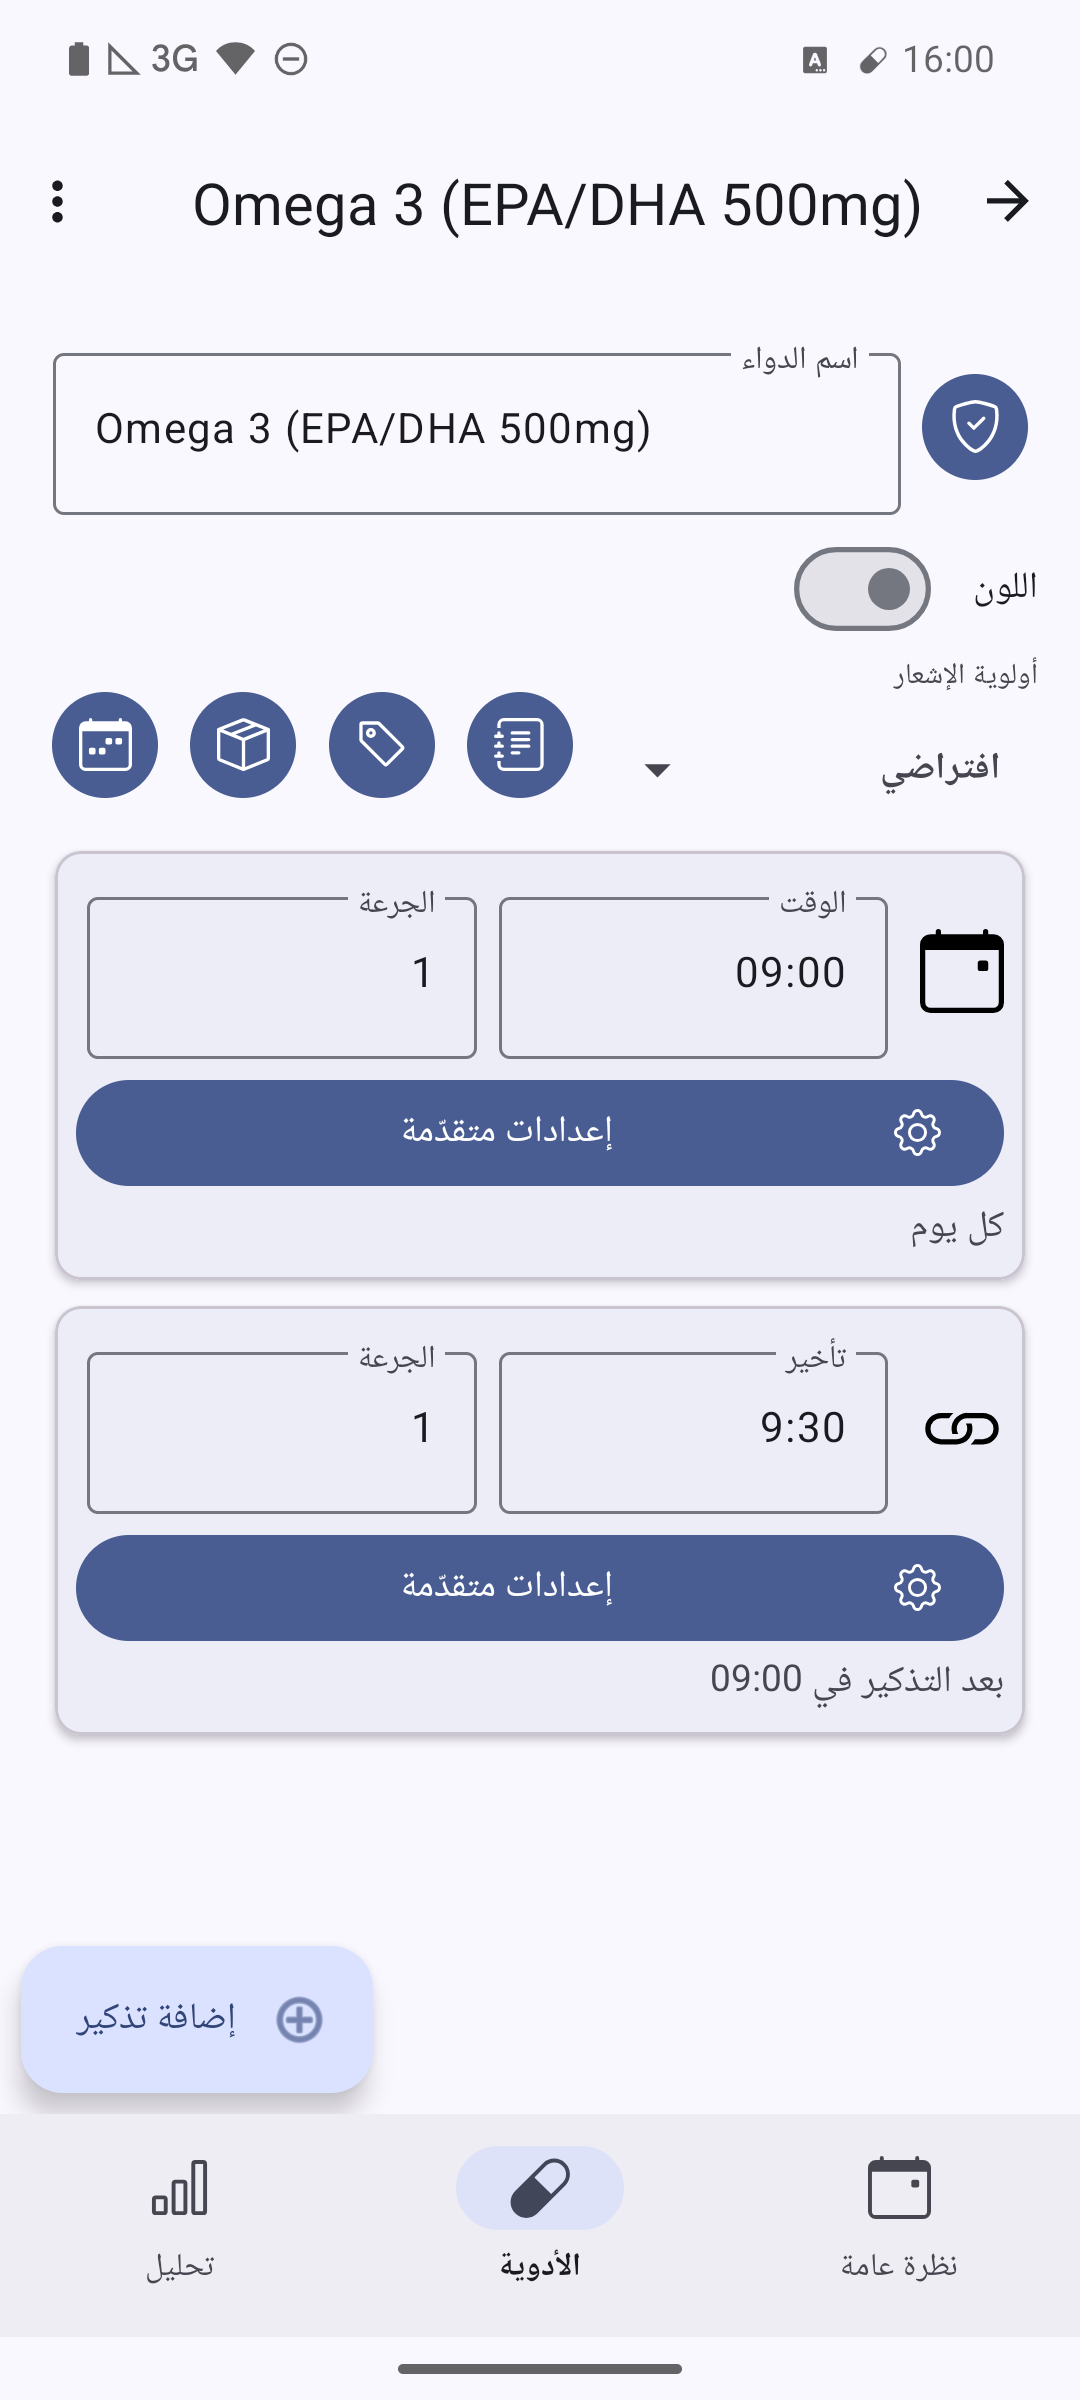 3G
16:00
Omega 3 (EPA/DHA 500mg)
اسم الدواء
Omega 3 (EPA/DHA 500mg)
اللون
أولوية الإشعار
افتراضي
الوقت
الجرعة
09:00
1
إعدادات متقدّمة
كل يوم
تأخير
الجرعة
9:30
1
إعدادات متقدّمة
بعد التذكير في 09:00
إضافة تذكير
نظرة عامة
الأدوية
تحليل